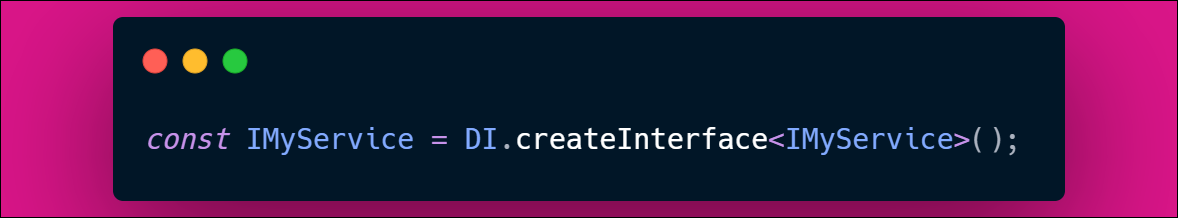 const IMyService = DI.createInterface<IMyService>();